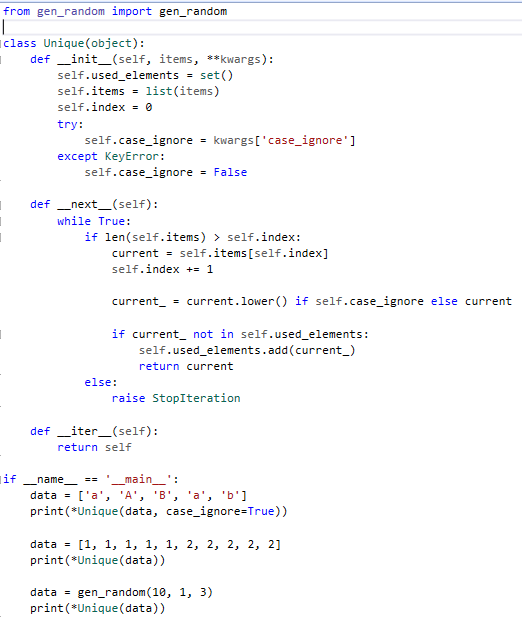 from gen_random import gen_random
class Unique(object):
    def __init__(self, items, **kwargs):
        self.used_elements = set()
        self.items = list(items)
        self.index = 0
        try:
            self.case_ignore = kwargs['case_ignore']
        except KeyError:
            self.case_ignore = False
    def __next__(self):
        while True:
            if len(self.items) > self.index:
                current = self.items[self.index]
                self.index += 1
                current_ = current.lower() if self.case_ignore else current
                if current_ not in self.used_elements:
                    self.used_elements.add(current_)
                    return current
            else:
                raise StopIteration
    def __iter__(self):
        return self
if __name__ == '__main__':
    data = ['a', 'A', 'B', 'a', 'b']
    print(*Unique(data, case_ignore=True))
    data = [1, 1, 1, 1, 1, 2, 2, 2, 2, 2]
    print(*Unique(data))
    data = gen_random(10, 1, 3)
    print(*Unique(data))